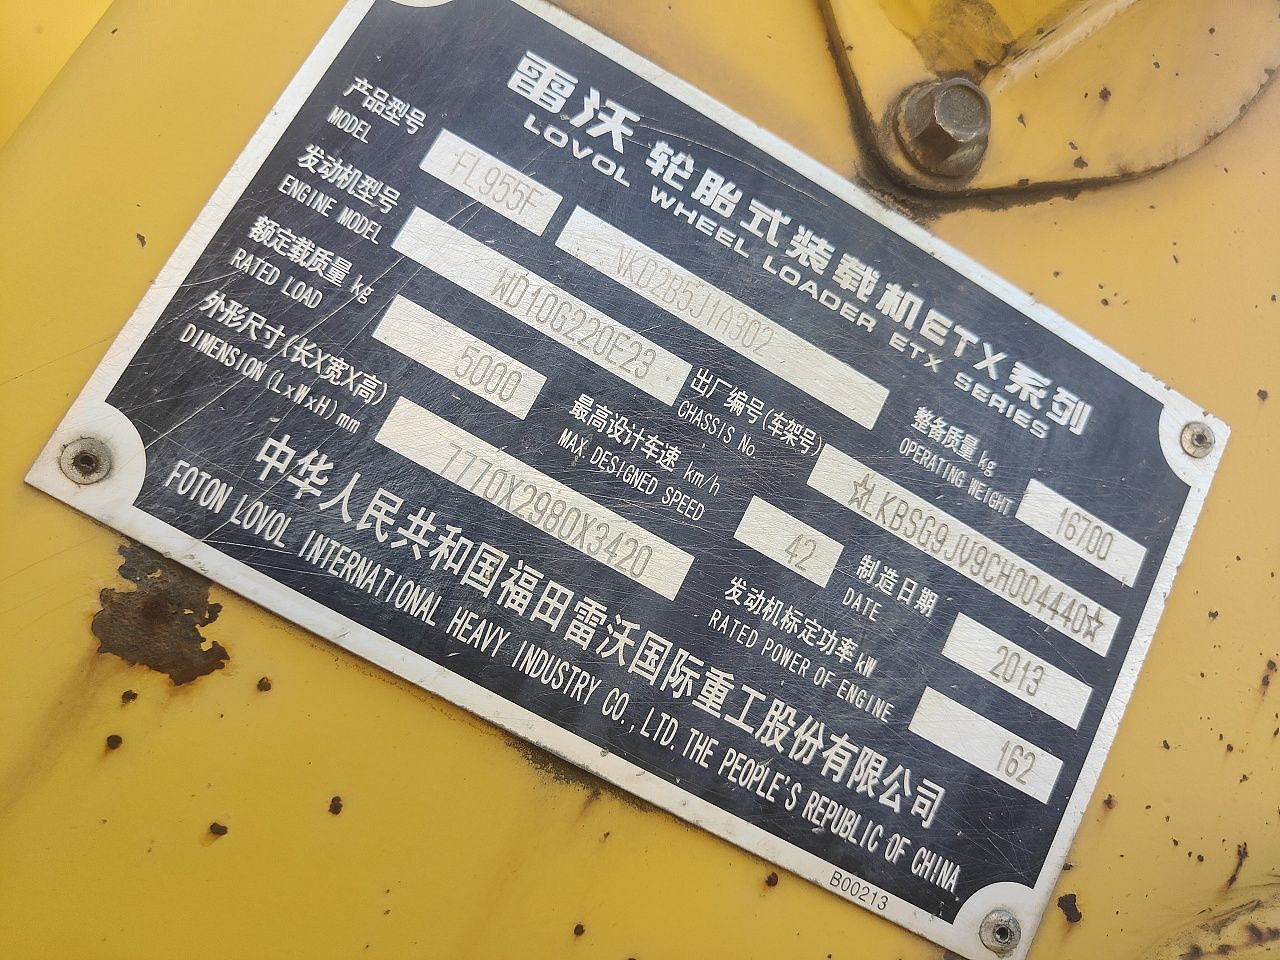 雷沃 轮胎式装载机ETX系列
LOVOL WHEEL LOADER ETX SERIES
产品型号
MODEL
FL955F
VKD2B5J1A302
整备质量 kg
OPERATING WEIGHT
16700
发动机型号
ENGINE MODEL
WD10G220E23
出厂编号(车架号)
CHASSIS No.
☆LKBSG9JV9CH004440☆
额定载质量 kg
RATED LOAD
5000
最高设计车速 km/h
MAX.DESIGNED SPEED
42
制造日期
DATE
2013
外形尺寸(长X宽X高)
DIMENSION(LxWxH)mm
7770X2980X3420
发动机标定功率kW
RATED POWER OF ENGINE
162
中华人民共和国福田雷沃国际重工股份有限公司
FOTON LOVOL INTERNATIONAL HEAVY INDUSTRY CO.,LTD.THE PEOPLE'S REPUBLIC OF CHINA
B00213